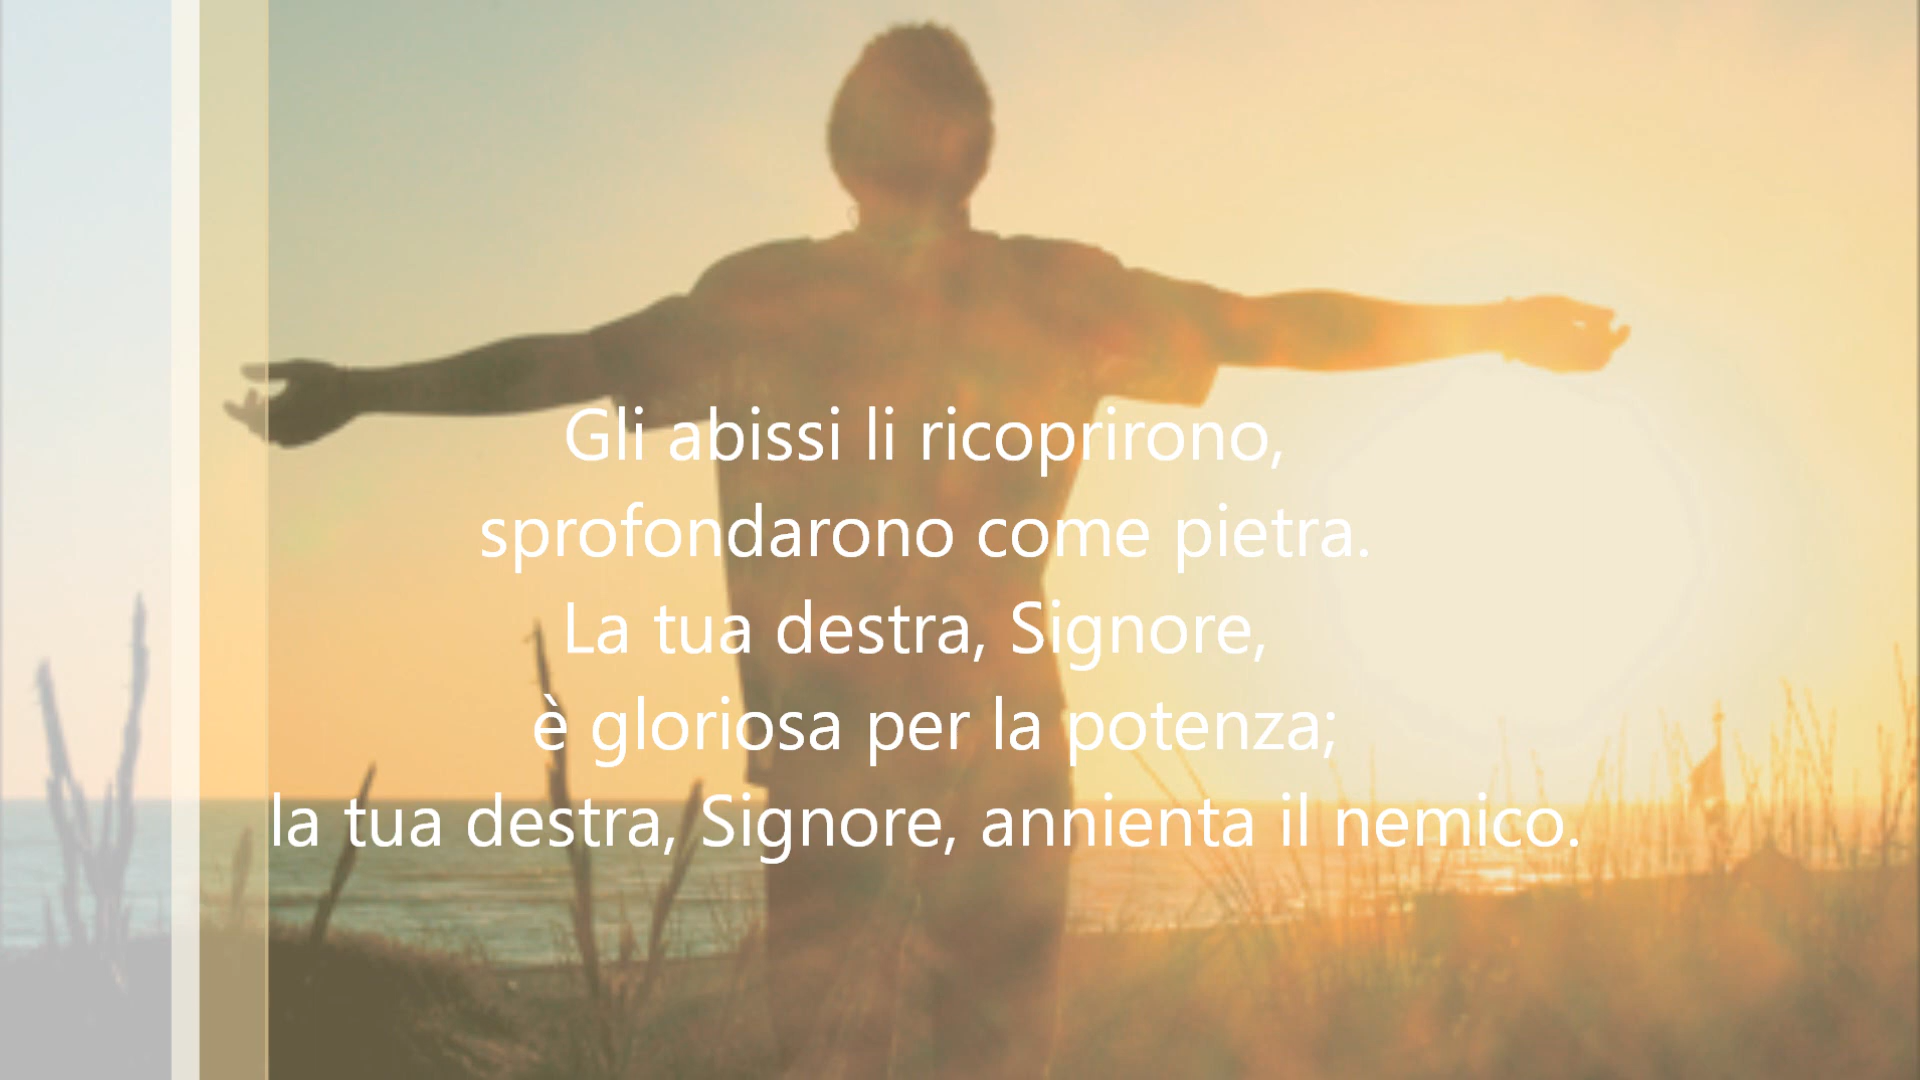 Gli abissi li ricoprirono,
sprofondarono come pietra.
La tua destra, Signore,
è gloriosa per la potenza;
la tua destra, Signore, annienta il nemico.